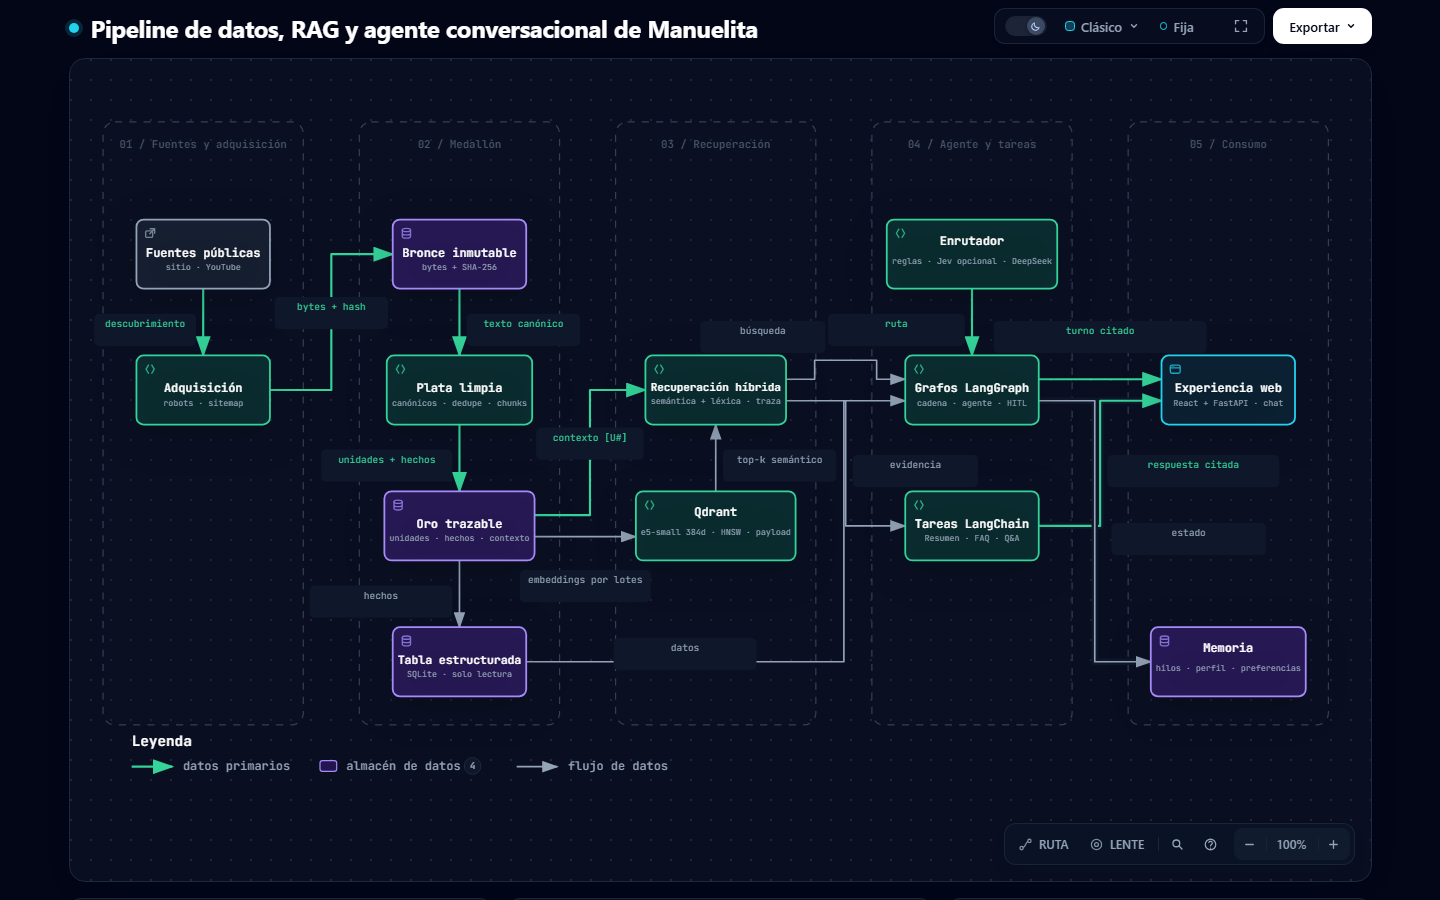 Pipeline de datos, RAG y agente conversacional de Manuelita
Clásico
Fija
Exportar
01 / Fuentes y adquisición
02 / Medallón
03 / Recuperación
04 / Agente y tareas
05 / Consumo
Fuentes públicas
sitio · YouTube
Bronce inmutable
bytes + SHA-256
Enrutador
reglas · Jev opcional · DeepSeek
descubrimiento
bytes + hash
texto canónico
búsqueda
ruta
turno citado
Adquisición
robots · sitemap
Plata limpia
canónicos · dedupe · chunks
Recuperación híbrida
semántica + léxica · traza
Grafos LangGraph
cadena · agente · HITL
Experiencia web
React + FastAPI · chat
unidades + hechos
contexto [U#]
top-k semántico
evidencia
respuesta citada
Oro trazable
unidades · hechos · contexto
Qdrant
e5-small 384d · HNSW · payload
Tareas LangChain
Resumen · FAQ · Q&A
estado
hechos
embeddings por lotes
datos
Tabla estructurada
SQLite · solo lectura
Memoria
hilos · perfil · preferencias
Leyenda
datos primarios
almacén de datos 4
flujo de datos
RUTA
LENTE
100%